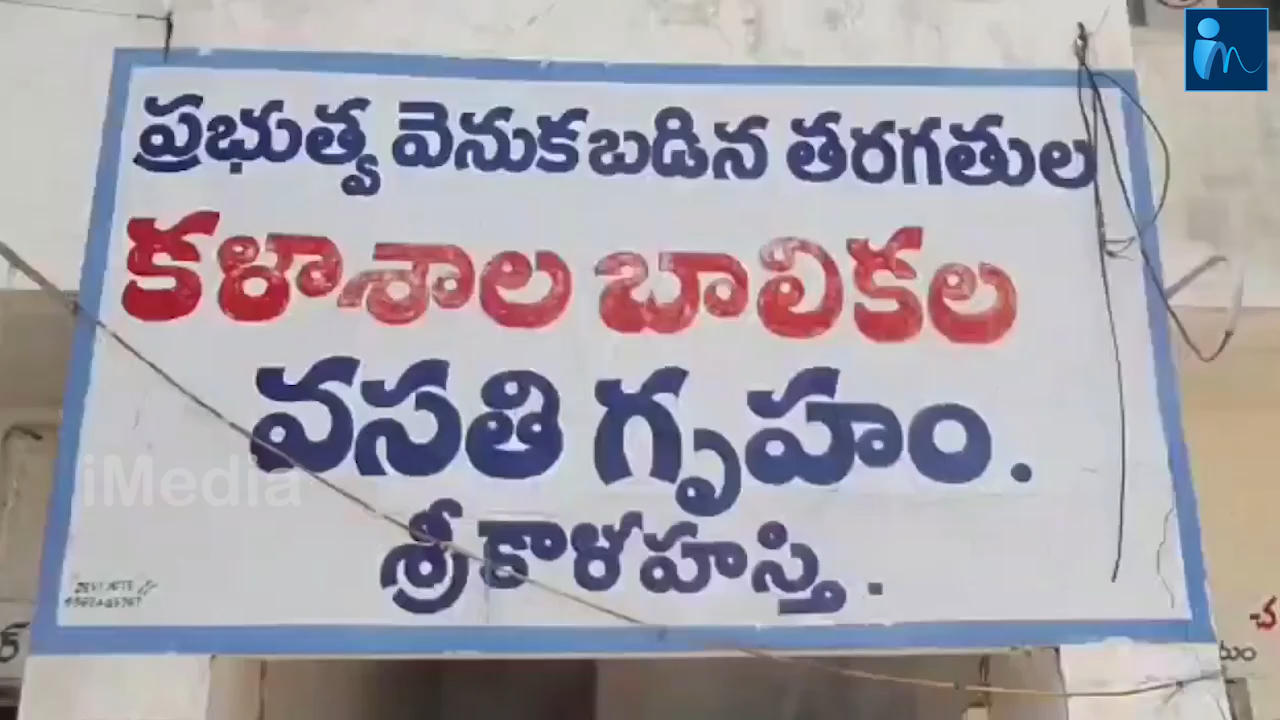 ప్రభుత్వ వెనుకబడిన తరగతుల
కళాశాల బాలికల
వసతి గృహం.
శ్రీకాళహస్తి.
iMedia